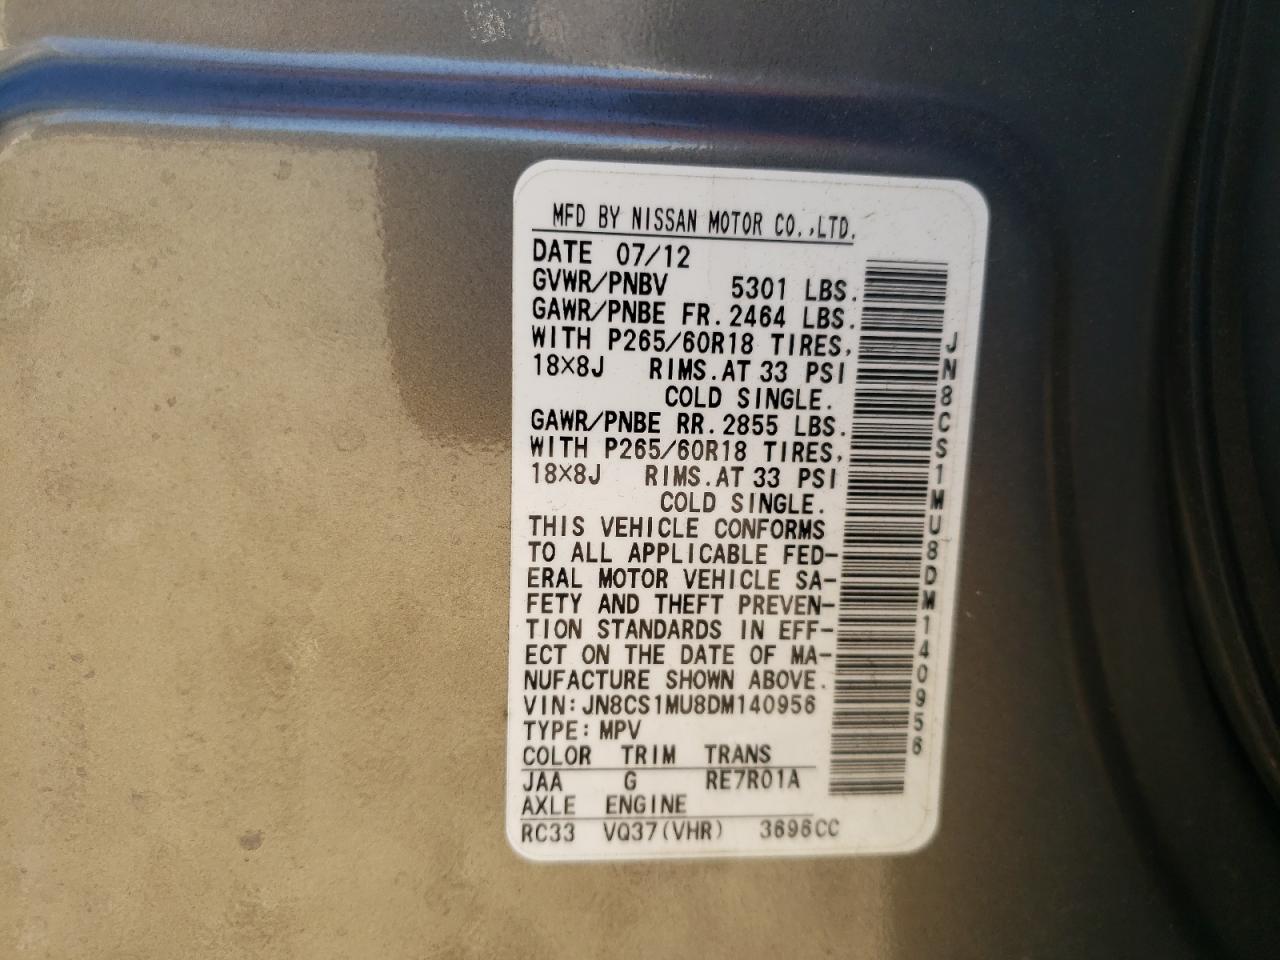 MFD BY NISSAN MOTOR CO.,LTD.
DATE 07/12
GVWR/PNBV 5301 LBS.
GAWR/PNBE FR.2464 LBS.
WITH P265/60R18 TIRES,
18×8J RIMS.AT 33 PSI
COLD SINGLE.
GAWR/PNBE RR.2855 LBS.
WITH P265/60R18 TIRES,
18×8J RIMS.AT 33 PSI
COLD SINGLE.
THIS VEHICLE CONFORMS
TO ALL APPLICABLE FED-
ERAL MOTOR VEHICLE SA-
FETY AND THEFT PREVEN-
TION STANDARDS IN EFF-
ECT ON THE DATE OF MA-
NUFACTURE SHOWN ABOVE.
VIN:JN8CS1MU8DM140956
TYPE:MPV
COLOR TRIM TRANS
JAA G RE7R01A
AXLE ENGINE
RC33 VQ37(VHR) 3696CC
JN8CS1MU8DM140956